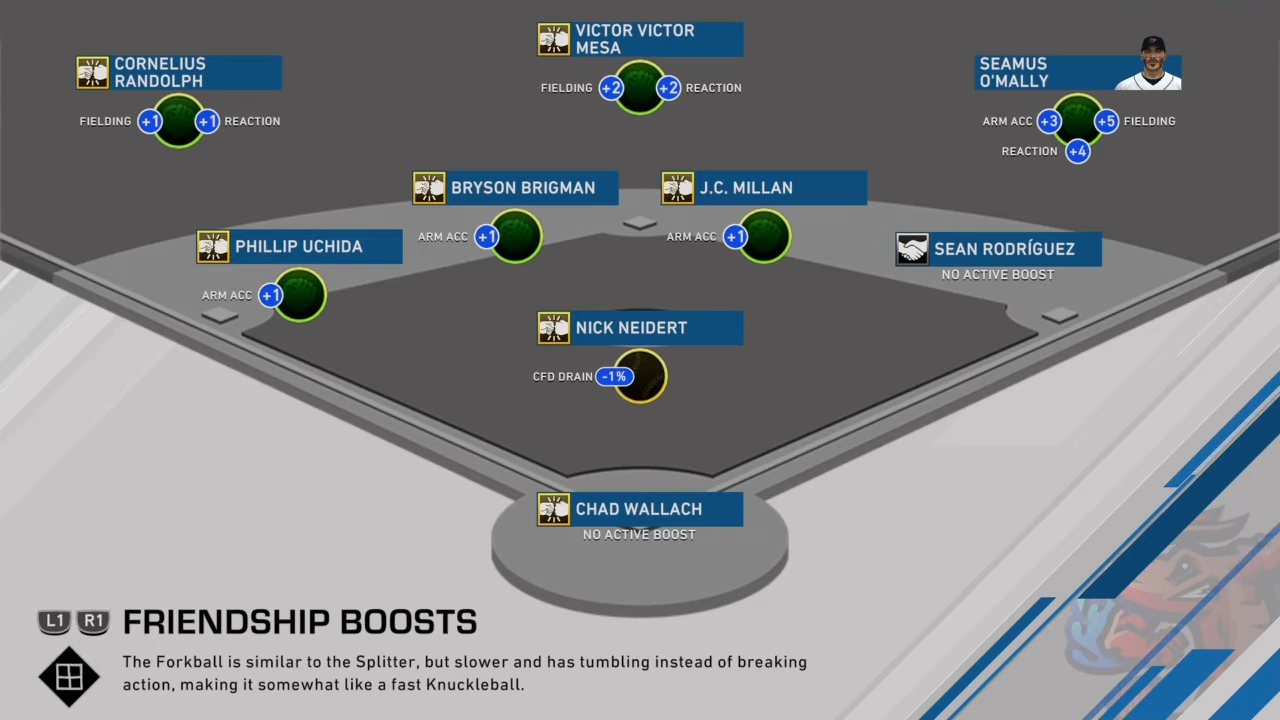 VICTOR VICTOR
MESA
FIELDING +2 +2 REACTION
CORNELIUS
RANDOLPH
FIELDING +1 +1 REACTION
SEAMUS
O'MALLY
ARM ACC +3 +5 FIELDING
REACTION +4
BRYSON BRIGMAN
ARM ACC +1
J.C. MILLAN
ARM ACC +1
PHILLIP UCHIDA
ARM ACC +1
SEAN RODRÍGUEZ
NO ACTIVE BOOST
NICK NEIDERT
CFD DRAIN -1%
CHAD WALLACH
NO ACTIVE BOOST
L1 R1 FRIENDSHIP BOOSTS
The Forkball is similar to the Splitter, but slower and has tumbling instead of breaking
action, making it somewhat like a fast Knuckleball.